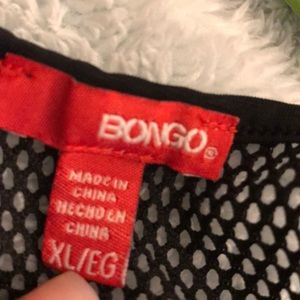 BONGO®
MADE IN
CHINA
HECHO EN
CHINA
XL/EG